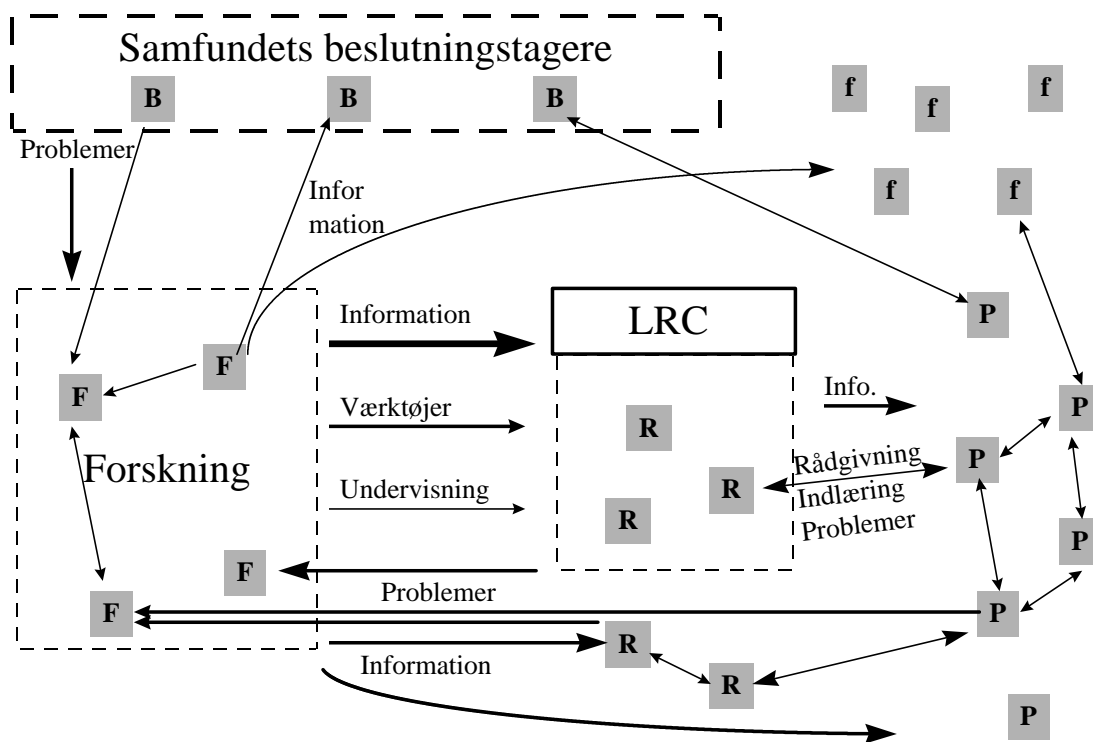 Samfundets beslutningstagere
B
B
B
f
f
f
Problemer
Infor
mation
f
f
P
Information
LRC
F
F
Info.
P
Værktøjer
R
Forskning
Rådgivning
P
Undervisning
R
Indlæring
R
Problemer
P
F
Problemer
F
P
R
Information
R
P